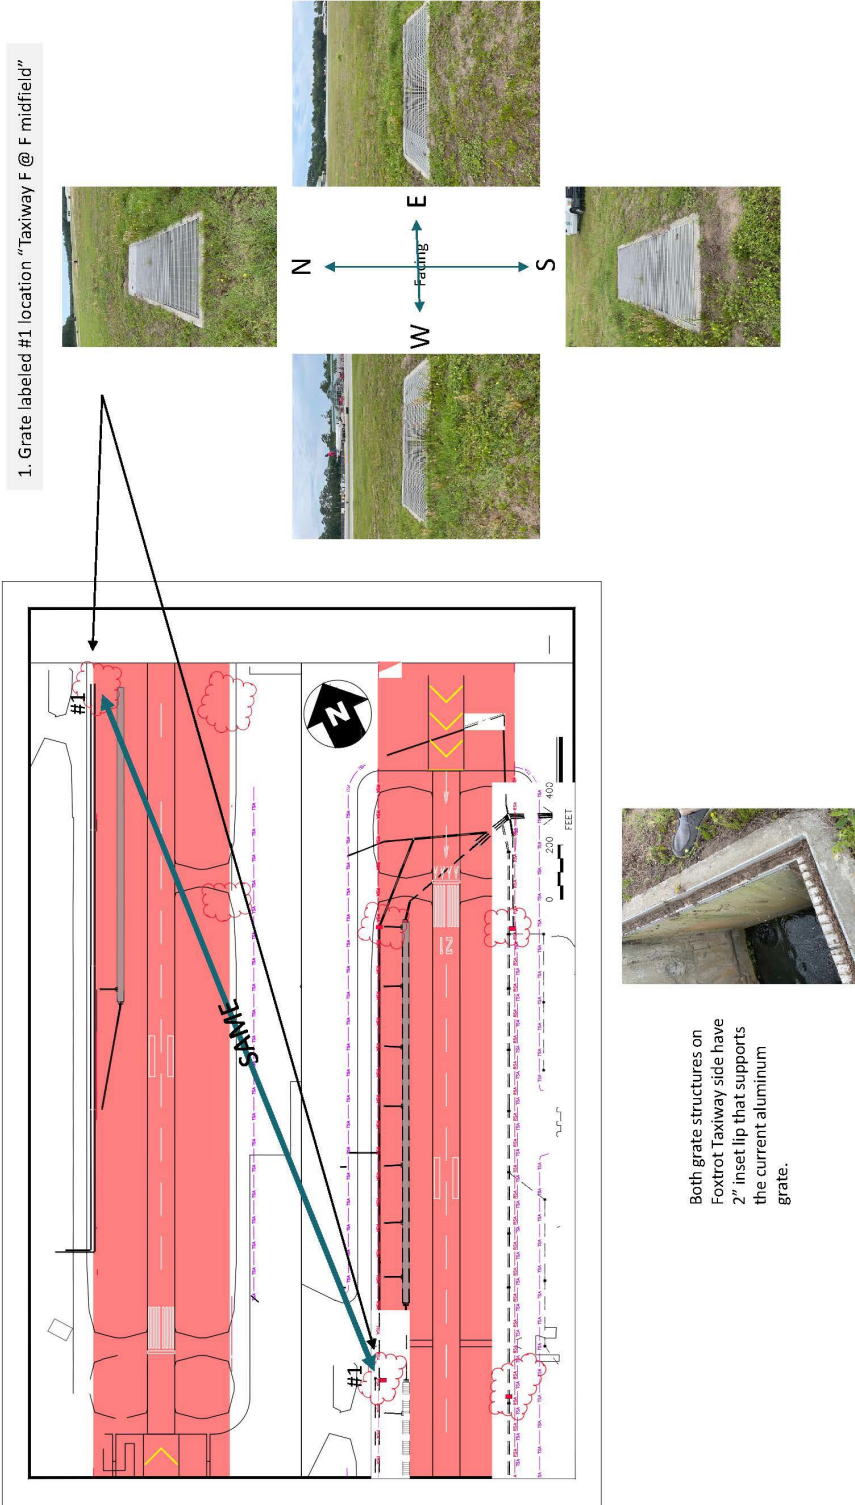 1. Grate labeled #1 location “Taxiway F @ F midfield”
N
W
Facing
E
S
#1
SAME
#1
N
21
0 200 400
FEET
Both grate structures on
Foxtrot Taxiway side have
2” inset lip that supports
the current aluminum
grate.